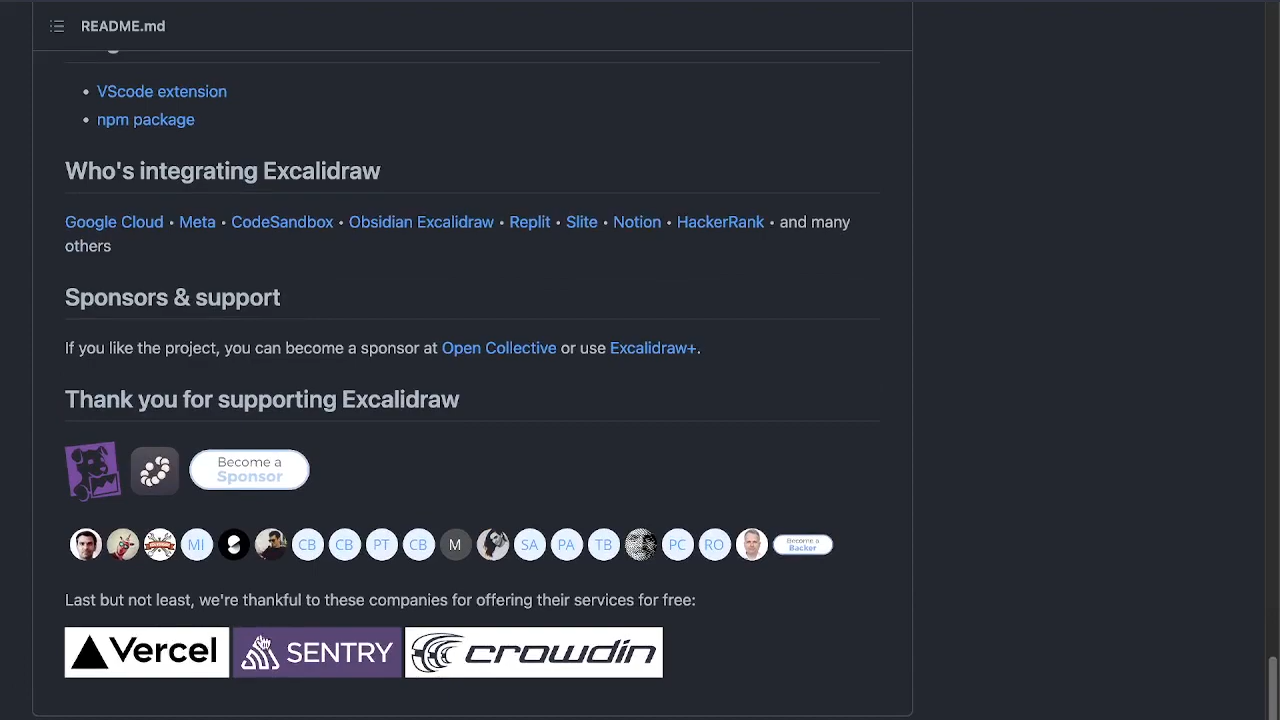 README.md
• VScode extension
• npm package
Who's integrating Excalidraw
Google Cloud • Meta • CodeSandbox • Obsidian Excalidraw • Replit • Slite • Notion • HackerRank • and many
others
Sponsors & support
If you like the project, you can become a sponsor at Open Collective or use Excalidraw+.
Thank you for supporting Excalidraw
Become a
Sponsor
MI CB CB PT CB M SA PA TB PC RO
Become a
Backer
Last but not least, we're thankful to these companies for offering their services for free:
Vercel SENTRY crowdin